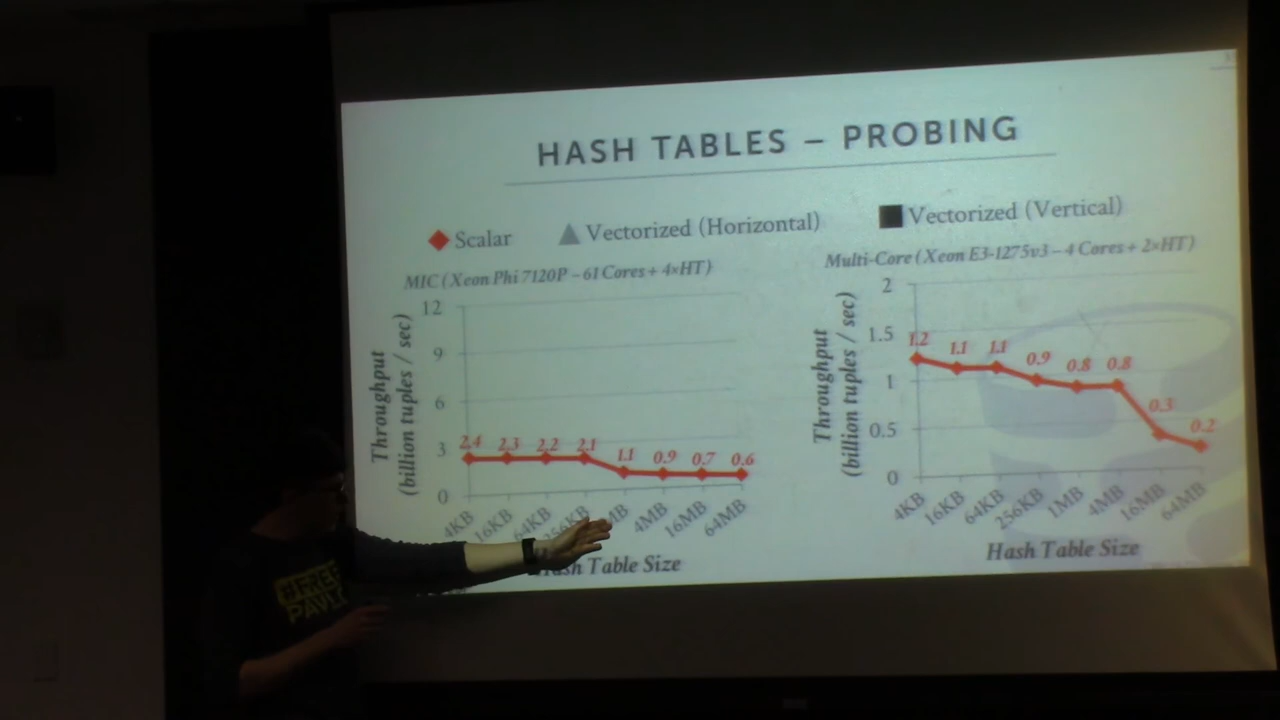 HASH TABLES – PROBING
Scalar
Vectorized (Horizontal)
Vectorized (Vertical)
MIC (Xeon Phi 7120P – 61 Cores + 4×HT)
Throughput
(billion tuples / sec)
12
9
6
3
0
2.4 2.3 2.2 2.1 1.1 0.9 0.7 0.6
4KB 16KB 64KB 256KB 4MB 16MB 64MB
Hash Table Size
Multi-Core (Xeon E3-1275v3 – 4 Cores + 2×HT)
Throughput
(billion tuples / sec)
2
1.5
1
0.5
0
1.2 1.1 1.1 0.9 0.8 0.8 0.3 0.2
4KB 16KB 64KB 256KB 1MB 4MB 16MB 64MB
Hash Table Size
#FREE